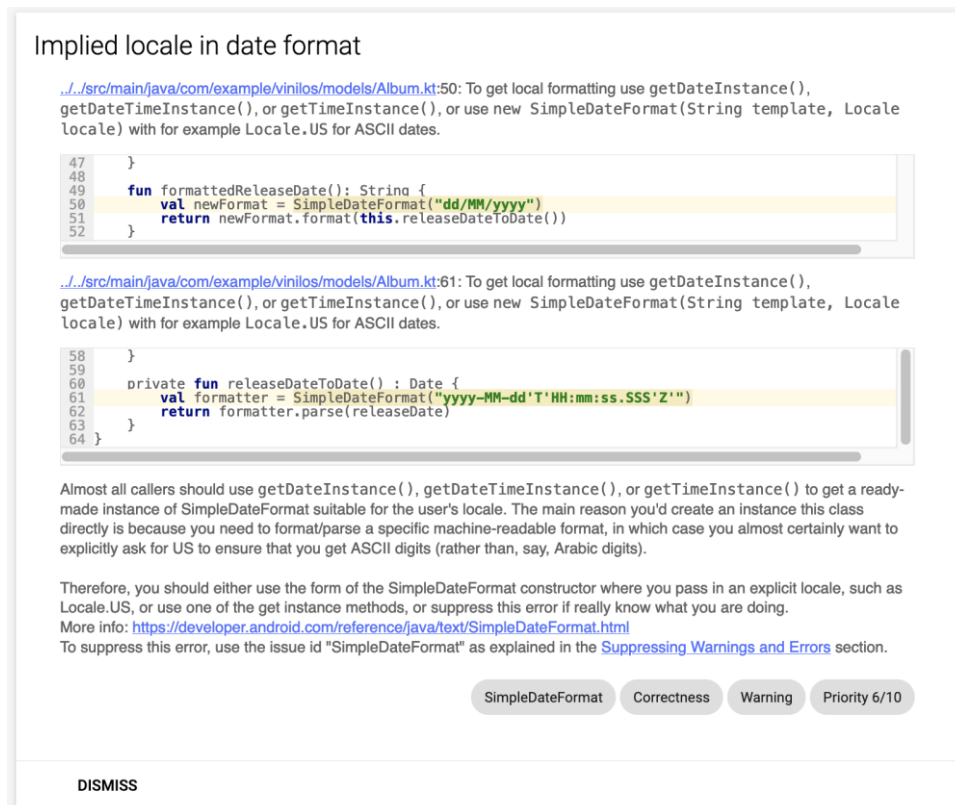 Implied locale in date format
../../src/main/java/com/example/vinilos/models/Album.kt:50: To get local formatting use getDateInstance(),
getDateTimeInstance(), or getTimeInstance(), or use new SimpleDateFormat(String template, Locale
locale) with for example Locale.US for ASCII dates.
47     }
48
49     fun formattedReleaseDate(): String {
50         val newFormat = SimpleDateFormat("dd/MM/yyyy")
51         return newFormat.format(this.releaseDateToDate())
52     }
../../src/main/java/com/example/vinilos/models/Album.kt:61: To get local formatting use getDateInstance(),
getDateTimeInstance(), or getTimeInstance(), or use new SimpleDateFormat(String template, Locale
locale) with for example Locale.US for ASCII dates.
58     }
59
60     private fun releaseDateToDate() : Date {
61         val formatter = SimpleDateFormat("yyyy-MM-dd'T'HH:mm:ss.SSS'Z'")
62         return formatter.parse(releaseDate)
63     }
64 }
Almost all callers should use getDateInstance(), getDateTimeInstance(), or getTimeInstance() to get a ready-
made instance of SimpleDateFormat suitable for the user's locale. The main reason you'd create an instance this class
directly is because you need to format/parse a specific machine-readable format, in which case you almost certainly want to
explicitly ask for US to ensure that you get ASCII digits (rather than, say, Arabic digits).
Therefore, you should either use the form of the SimpleDateFormat constructor where you pass in an explicit locale, such as
Locale.US, or use one of the get instance methods, or suppress this error if really know what you are doing.
More info: https://developer.android.com/reference/java/text/SimpleDateFormat.html
To suppress this error, use the issue id "SimpleDateFormat" as explained in the Suppressing Warnings and Errors section.
SimpleDateFormat Correctness Warning Priority 6/10
DISMISS